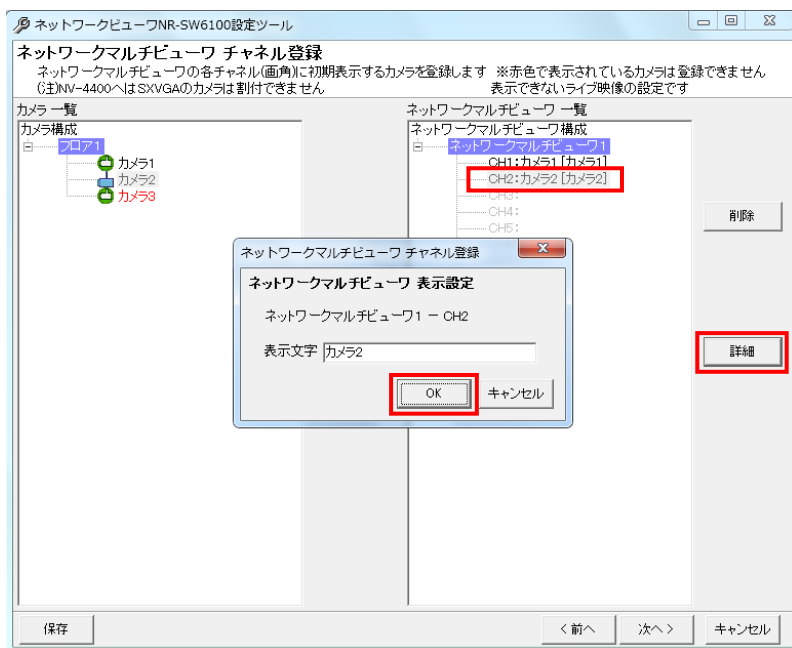 ネットワークビューワNR-SW6100設定ツール
ネットワークマルチビューワ チャネル登録
ネットワークマルチビューワの各チャネル(画角)に初期表示するカメラを登録します ※赤色で表示されているカメラは登録できません
(注)NV-4400へはSXVGAのカメラは割付できません 表示できないライブ映像の設定です
カメラ一覧
カメラ構成
フロア1
カメラ1
カメラ2
カメラ3
ネットワークマルチビューワ 一覧
ネットワークマルチビューワ構成
ネットワークマルチビューワ1
CH1:カメラ1 [カメラ1]
CH2:カメラ2 [カメラ2]
CH3:
CH4:
CH5:
削除
詳細
ネットワークマルチビューワ チャネル登録
ネットワークマルチビューワ 表示設定
ネットワークマルチビューワ1 － CH2
表示文字 カメラ2
OK キャンセル
保存 <前へ 次へ> キャンセル